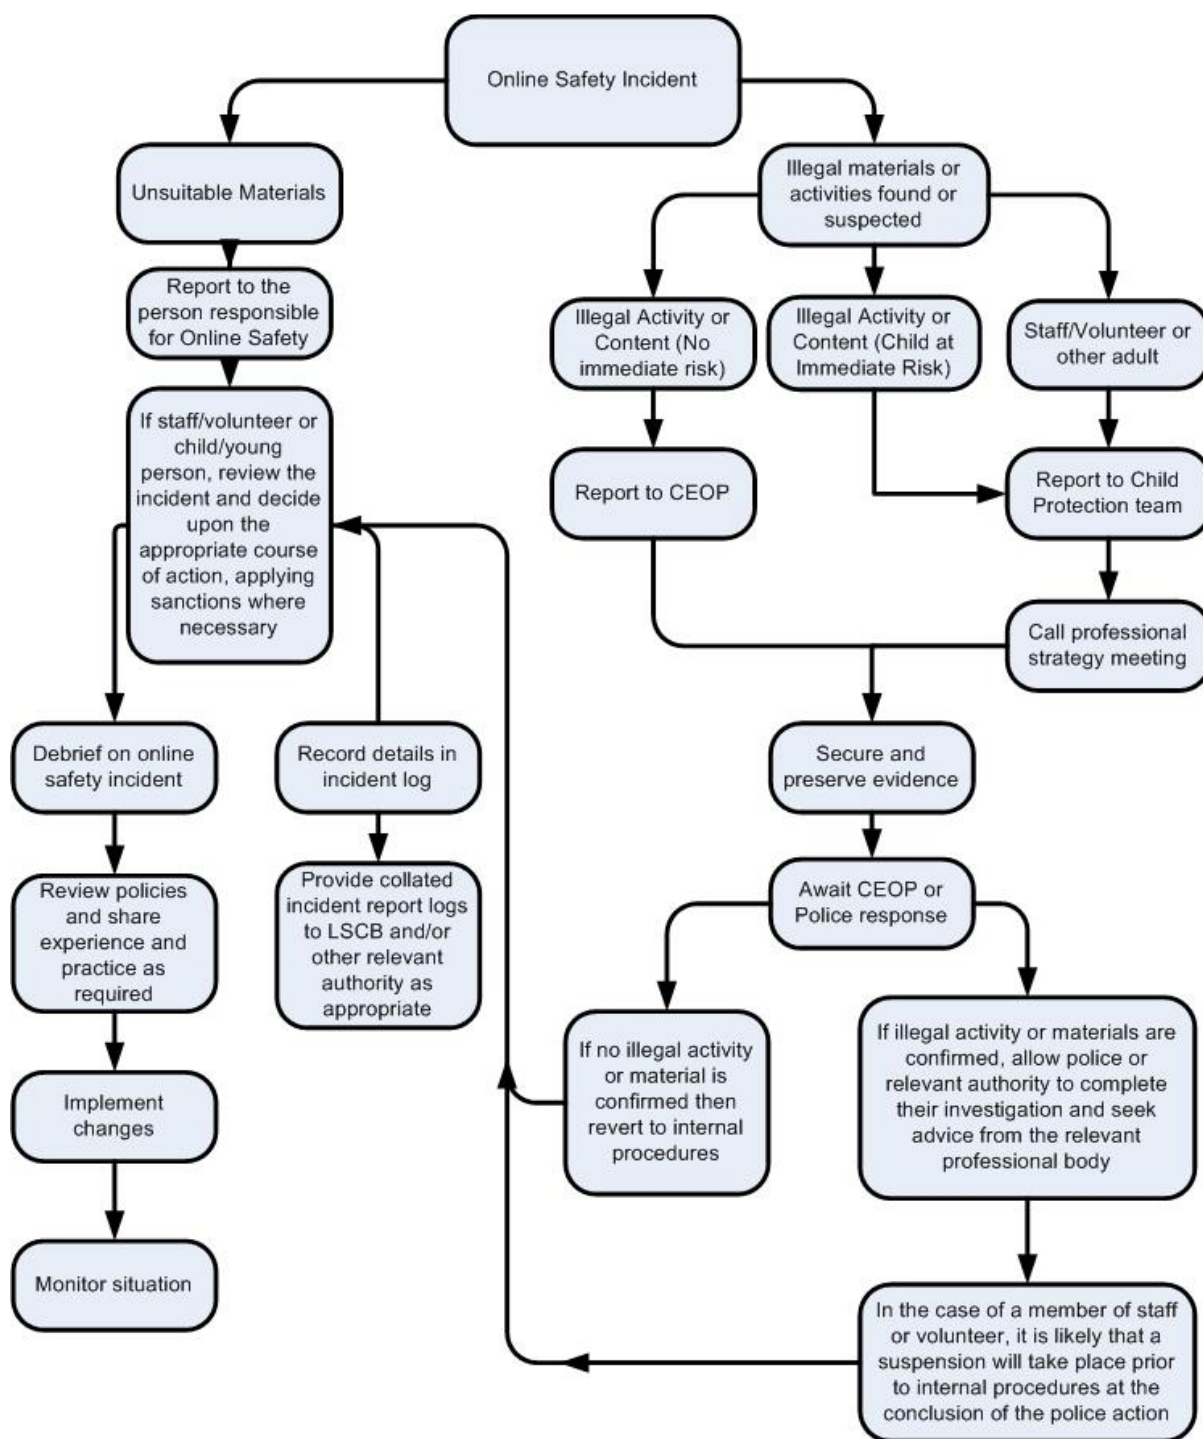 Online Safety Incident
Unsuitable Materials
Report to the
person responsible
for Online Safety
If staff/volunteer or
child/young
person, review the
incident and decide
upon the
appropriate course
of action, applying
sanctions where
necessary
Debrief on online
safety incident
Review policies
and share
experience and
practice as
required
Implement
changes
Monitor situation
Record details in
incident log
Provide collated
incident report logs
to LSCB and/or
other relevant
authority as
appropriate
Illegal materials or
activities found or
suspected
Illegal Activity or
Content (No
immediate risk)
Illegal Activity or
Content (Child at
Immediate Risk)
Staff/Volunteer or
other adult
Report to CEOP
Report to Child
Protection team
Call professional
strategy meeting
Secure and
preserve evidence
Await CEOP or
Police response
If no illegal activity
or material is
confirmed then
revert to internal
procedures
If illegal activity or materials are
confirmed, allow police or
relevant authority to complete
their investigation and seek
advice from the relevant
professional body
In the case of a member of staff
or volunteer, it is likely that a
suspension will take place prior
to internal procedures at the
conclusion of the police action